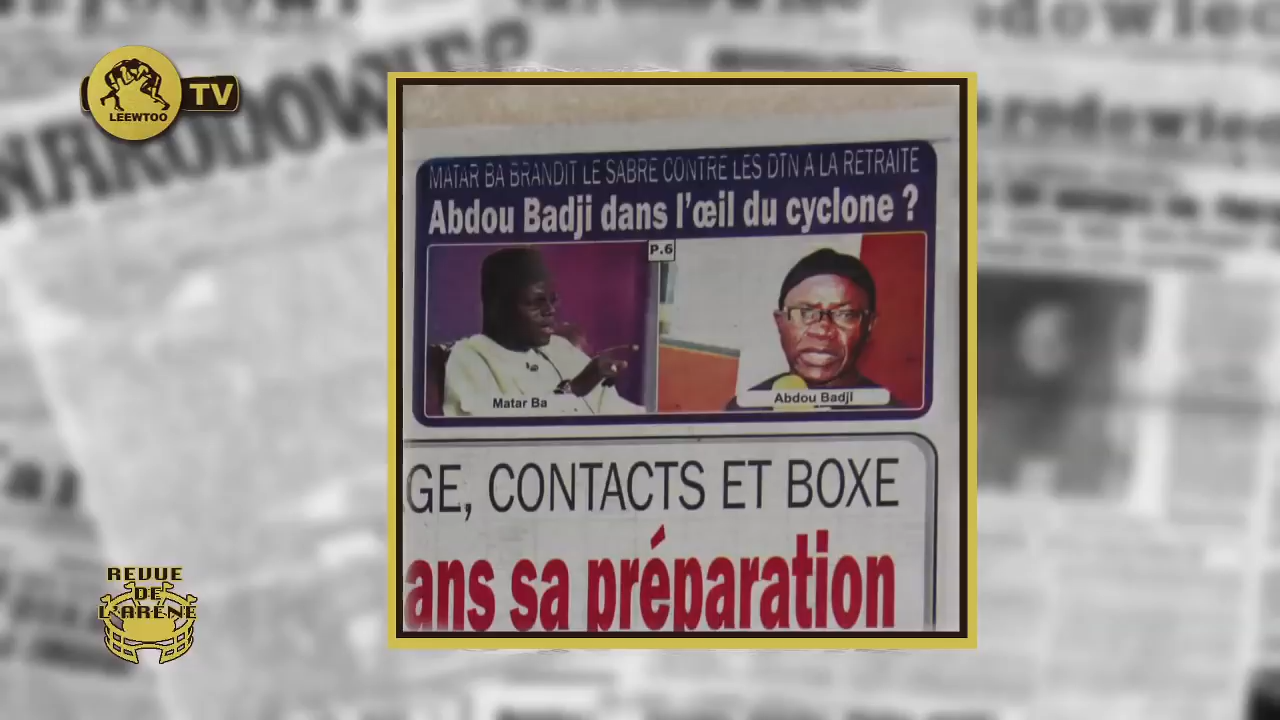 LEEWTOO
TV
MATAR BA BRANDIT LE SABRE CONTRE LES DTN A LA RETRAITE
Abdou Badji dans l'œil du cyclone ?
P.6
Matar Ba
Abdou Badji
GE, CONTACTS ET BOXE
ans sa préparation
REVUE
DE
L'ARENE